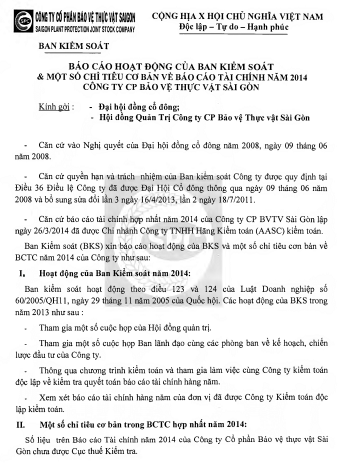 CÔNG TY CỔ PHẦN BẢO VỆ THỰC VẬT SAIGON
SAIGON PLANT PROTECTION JOINT STOCK COMPANY
CỘNG HÒA X HỘI CHỦ NGHĨA VIỆT NAM
Độc lập – Tự do – Hạnh phúc
BAN KIỂM SOÁT
BÁO CÁO HOẠT ĐỘNG CỦA BAN KIỂM SOÁT
& MỘT SỐ CHỈ TIÊU CƠ BẢN VỀ BÁO CÁO TÀI CHÍNH NĂM 2014
CÔNG TY CP BẢO VỆ THỰC VẬT SÀI GÒN
Kính gởi : - Đại hội đồng cổ đông;
- Hội đồng Quản Trị Công ty CP Bảo vệ Thực vật Sài Gòn
- Căn cứ vào Nghị quyết của Đại hội đồng cổ đông năm 2008, ngày 09 tháng 06
năm 2008.
- Căn cứ quyền hạn và trách nhiệm của Ban kiểm soát Công ty được quy định tại
Điều 36 Điều lệ Công ty đã được Đại Hội Cổ đông thông qua ngày 09 tháng 06 năm
2008 và bổ sung sửa đổi lần 3 ngày 16/4/2013, lần 2 ngày 18/7/2011.
- Căn cứ báo cáo tài chính hợp nhất năm 2014 của Công ty CP BVTV Sài Gòn lập
ngày 26/3/2014 đã được Chi nhánh Công ty TNHH Hãng Kiểm toán (AASC) kiểm toán.
Ban Kiểm Soát (BKS) xin báo cáo hoạt động của BKS và một số chỉ tiêu cơ bản về
BCTC năm 2014 của Công ty như sau:
I. Hoạt động của Ban Kiểm soát năm 2014:
Ban kiểm soát hoạt động theo điều 123 và 124 của Luật Doanh nghiệp số
60/2005/QH11, ngày 29 tháng 11 năm 2005 của Quốc hội. Các hoạt động của BKS trong
năm 2013 như sau :
- Tham gia một số cuộc họp của Hội đồng quản trị.
- Tham gia một số cuộc họp Ban lãnh đạo cùng các phòng ban về kế hoạch, chiến
lược đầu tư của Công ty.
- Thông qua chương trình kiểm toán và tham gia làm việc cùng Công ty kiểm toán
độc lập về kiểm tra quyết toán báo cáo tài chính hàng năm.
- Xem xét báo cáo tài chính hàng năm của đơn vị đã được Công ty Kiểm toán độc
lập kiểm toán.
II. Một số chỉ tiêu cơ bản trong BCTC hợp nhất năm 2014:
Số liệu trên Báo cáo Tài chính năm 2014 của Công ty Cổ phần Bảo vệ thực vật Sài
Gòn chưa được Cục thuế Kiểm tra.